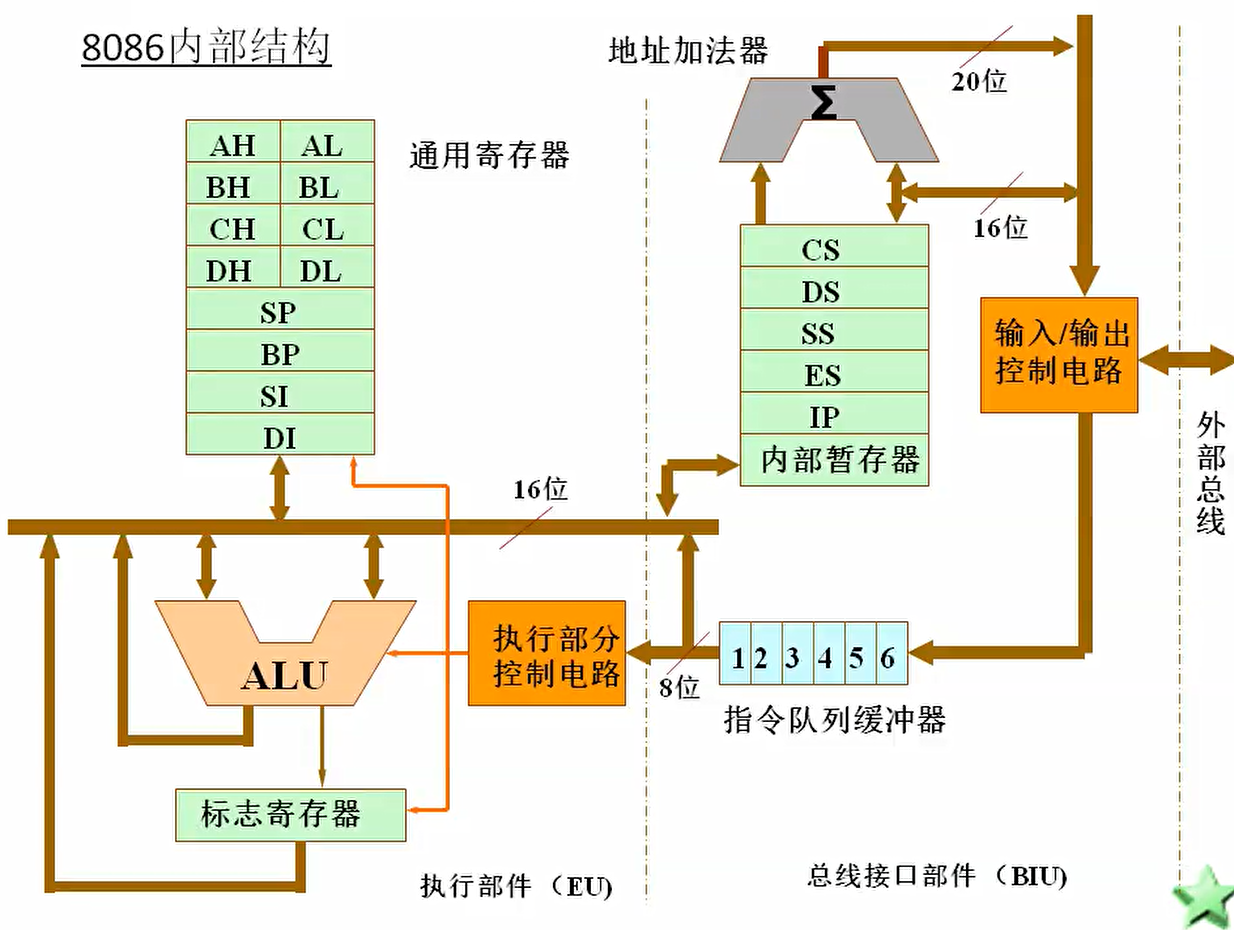 8086内部结构
地址加法器
Σ
20位
16位
AH AL
BH BL
CH CL
DH DL
SP
BP
SI
DI
通用寄存器
CS
DS
SS
ES
IP
内部暂存器
输入/输出
控制电路
外部总线
16位
ALU
执行部分
控制电路
8位
1 2 3 4 5 6
指令队列缓冲器
标志寄存器
执行部件（EU)
总线接口部件（BIU)